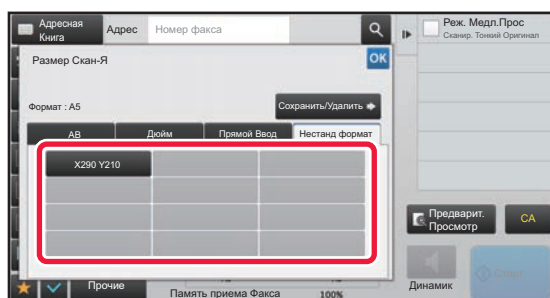 Адресная
Книга
Адрес
Номер факса
Реж. Медл.Прос
Сканир. Тонкий Оригинал
Размер Скан-Я
OK
Формат : A5
Сохранить/Удалить
AB
Дюйм
Прямой Ввод
Нестанд формат
X290 Y210
Предварит.
Просмотр
CA
Прочие
Память приема Факса
100%
Динамик
Старт